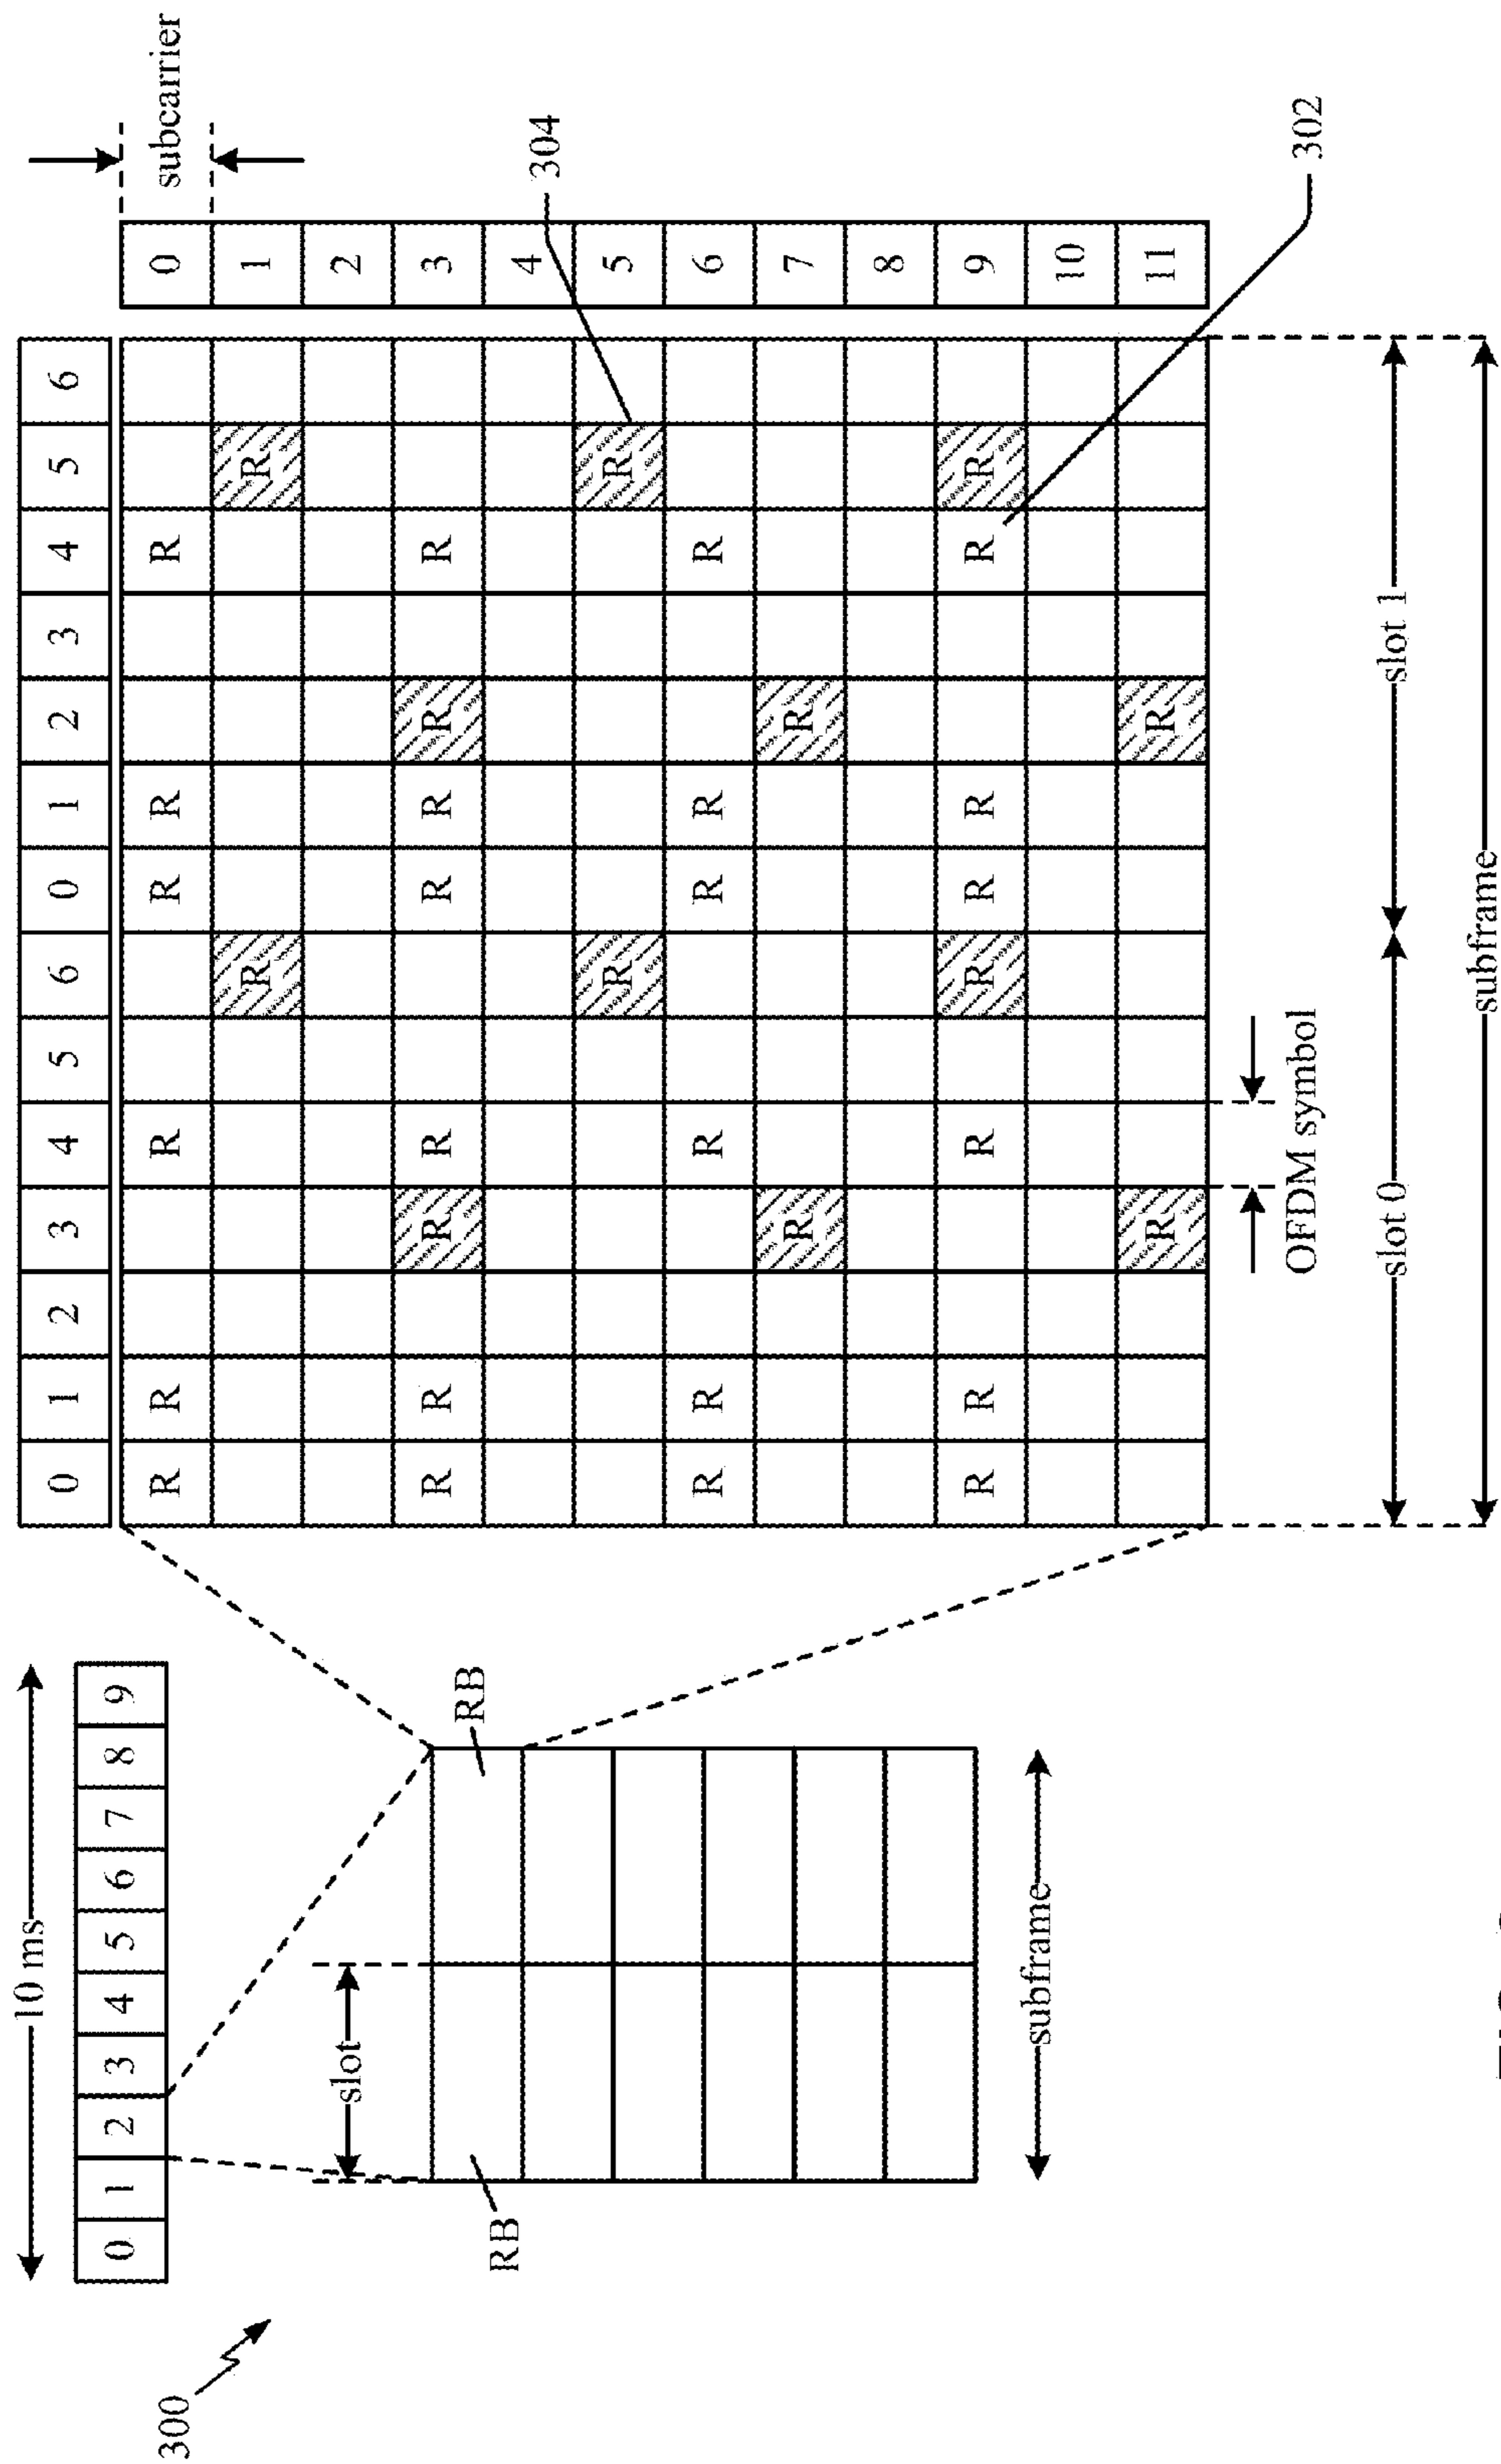 300
10 ms
0 1 2 3 4 5 6 7 8 9
slot
RB
RB
subframe
0 1 2 3 4 5 6 0 1 2 3 4 5 6
subcarrier
R R R R R R 0
R R 1
2
R R R R R R R R 3
4
R R 5
304
R R R R R R 6
R R 7
8
R R R R R R R R 9
10
R R 11
302
OFDM symbol
slot 0 slot 1
subframe